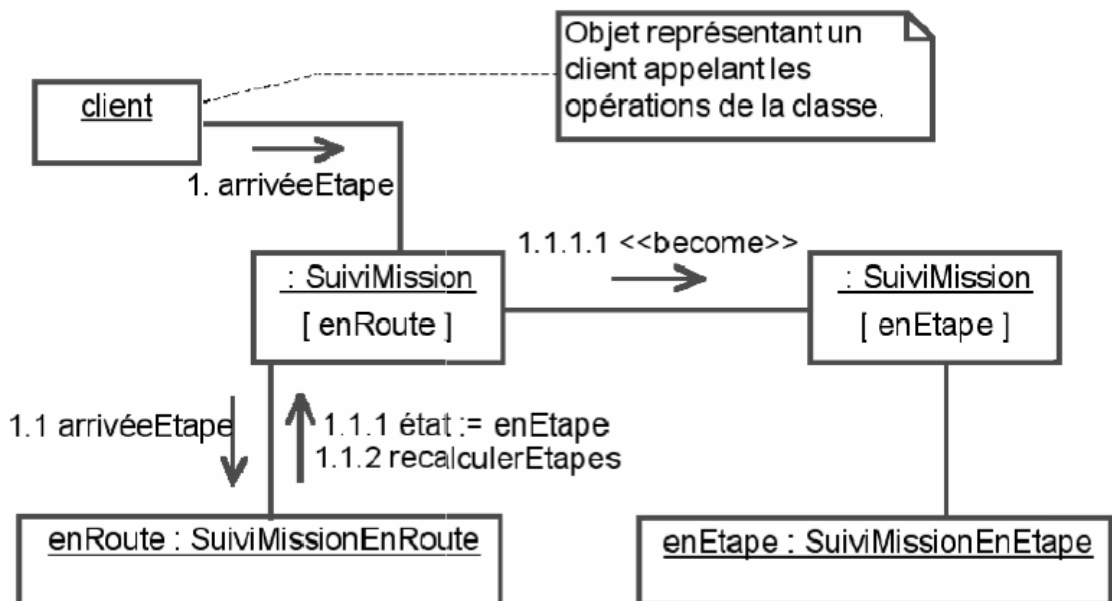 Objet représentant un
client appelant les
opérations de la classe.
client
1. arrivéeEtape
1.1.1.1 <<become>>
: SuiviMission
[ enRoute ]
: SuiviMission
[ enEtape ]
1.1 arrivéeEtape
1.1.1 état := enEtape
1.1.2 recalculerEtapes
enRoute : SuiviMissionEnRoute
enEtape : SuiviMissionEnEtape